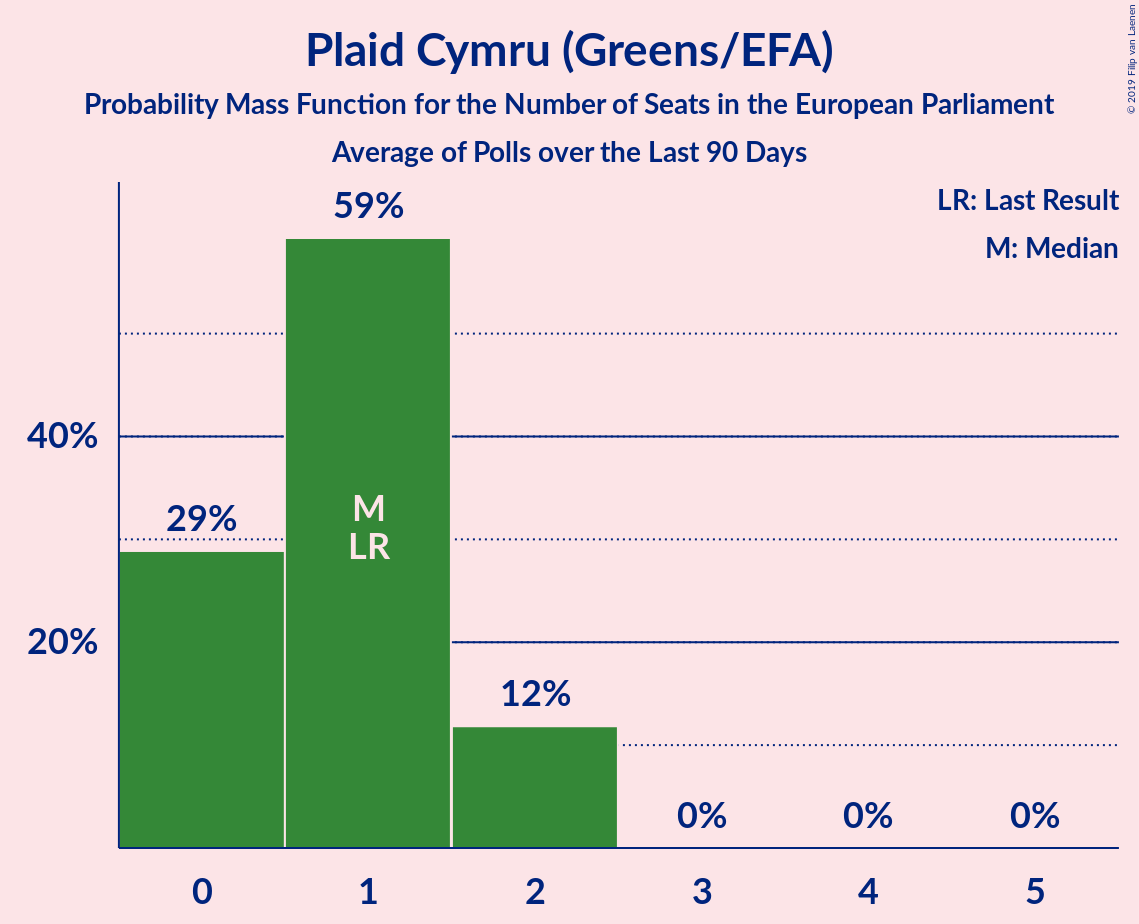 Plaid Cymru (Greens/EFA)
Probability Mass Function for the Number of Seats in the European Parliament
Average of Polls over the Last 90 Days
© 2019 Filip van Laenen
LR: Last Result
M: Median
59%
40%
29%
M
LR
20%
12%
0%
0%
0%
0
1
2
3
4
5